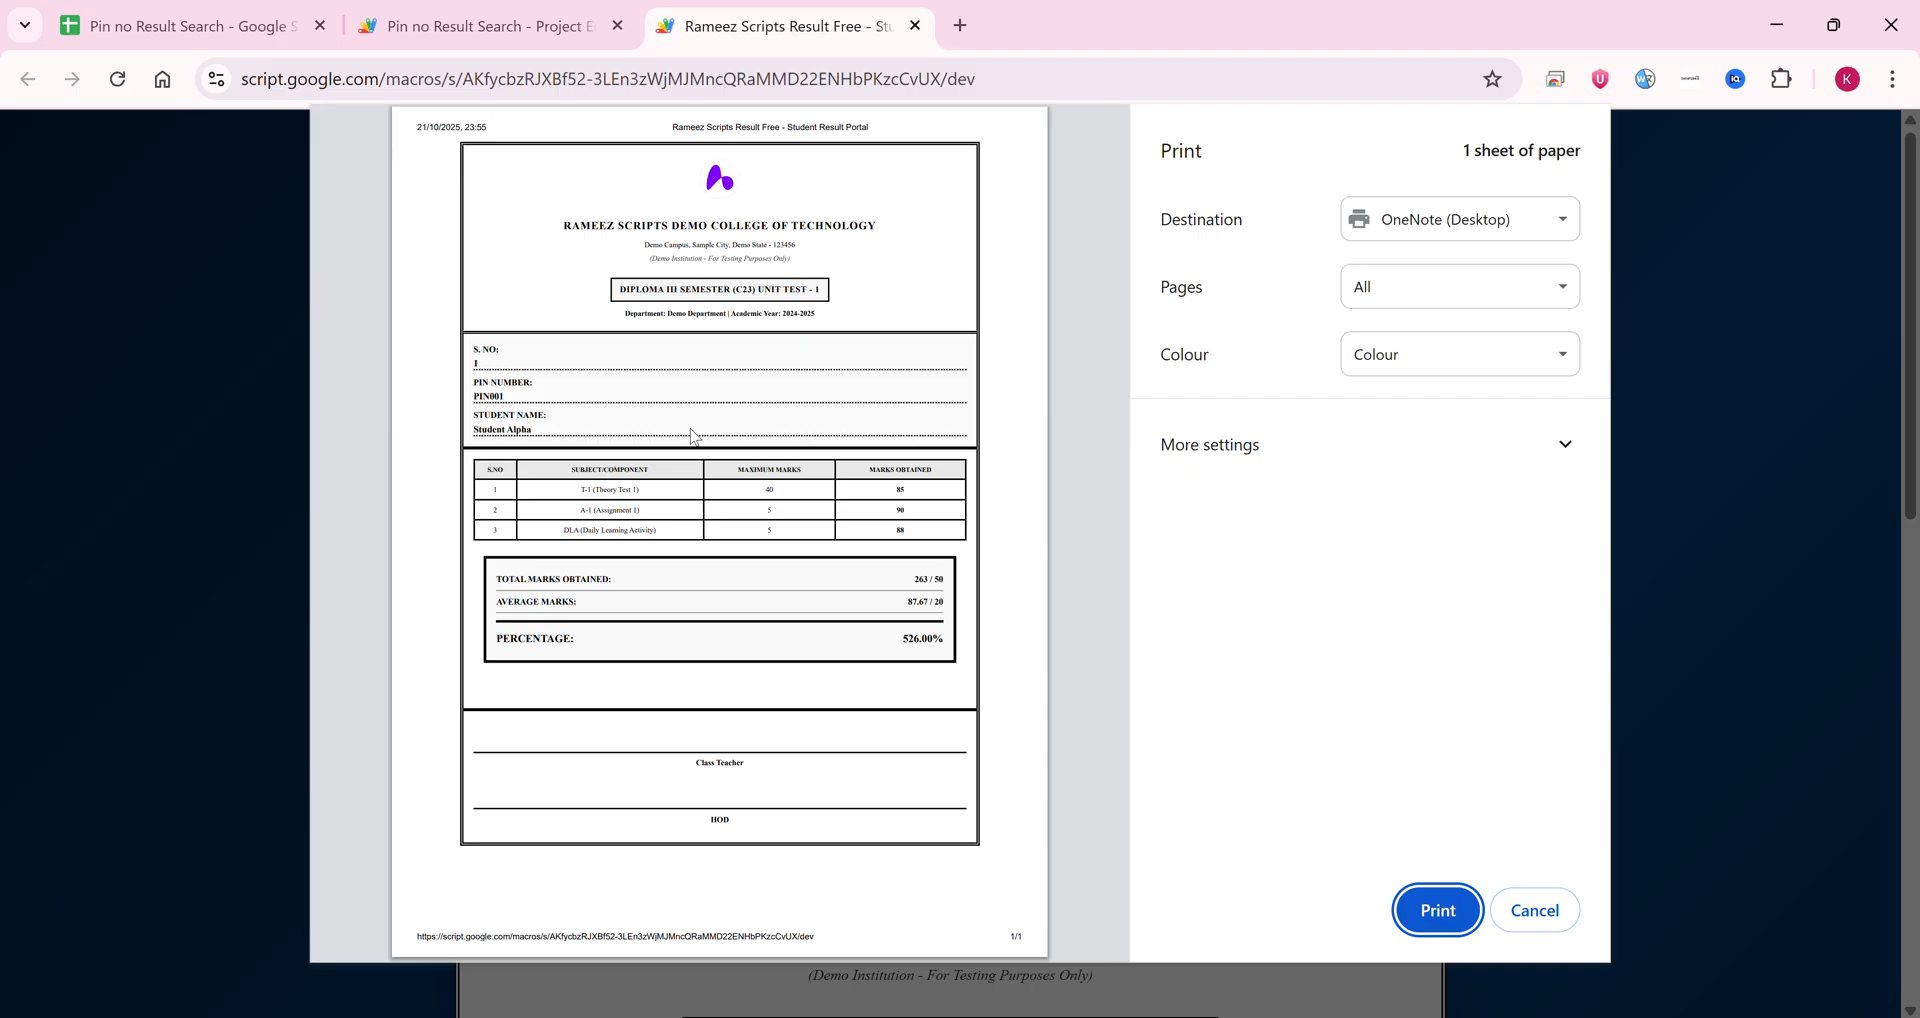 Pin no Result Search - Google S
Pin no Result Search - Project E
Rameez Scripts Result Free - Stu
script.google.com/macros/s/AKfycbzRJXBf52-3LEn3zWjMJMncQRaMMD22ENHbPKzcCvUX/dev
K
21/10/2025, 23:55
Rameez Scripts Result Free - Student Result Portal
RAMEEZ SCRIPTS DEMO COLLEGE OF TECHNOLOGY
Demo Campus, Sample City, Demo State - 123456
(Demo Institution - For Testing Purposes Only)
DIPLOMA III SEMESTER (C23) UNIT TEST - 1
Department: Demo Department | Academic Year: 2024-2025
S. NO:
1
PIN NUMBER:
PIN001
STUDENT NAME:
Student Alpha
S.NO SUBJECT/COMPONENT MAXIMUM MARKS MARKS OBTAINED
1 T-1 (Theory Test 1) 40 85
2 A-1 (Assignment 1) 5 90
3 DLA (Daily Learning Activity) 5 88
TOTAL MARKS OBTAINED: 263 / 50
AVERAGE MARKS: 87.67 / 20
PERCENTAGE: 526.00%
Class Teacher
HOD
https://script.google.com/macros/s/AKfycbzRJXBf52-3LEn3zWjMJMncQRaMMD22ENHbPKzcCvUX/dev 1/1
Print 1 sheet of paper
Destination OneNote (Desktop)
Pages All
Colour Colour
More settings
Print Cancel
(Demo Institution - For Testing Purposes Only)